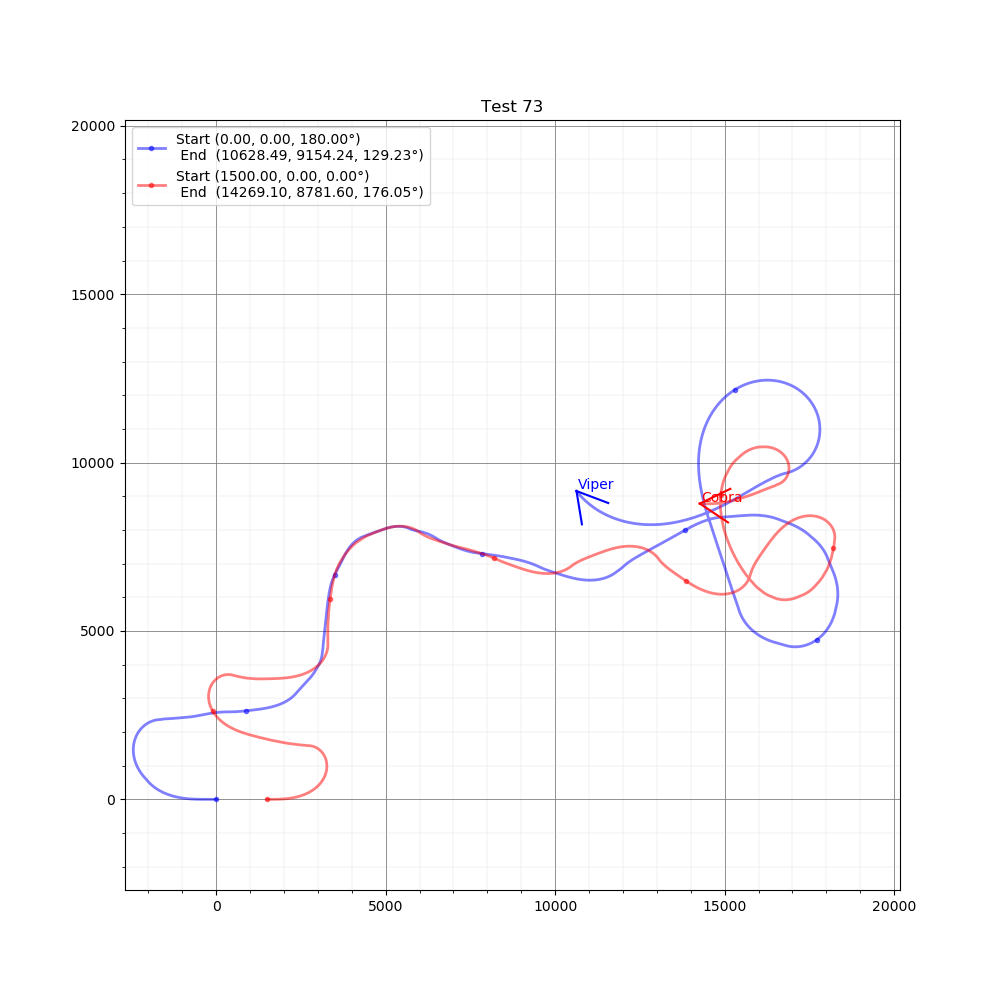 Test 73
Start (0.00, 0.00, 180.00°)
End (10628.49, 9154.24, 129.23°)
Start (1500.00, 0.00, 0.00°)
End (14269.10, 8781.60, 176.05°)
20000
15000
10000
5000
0
Viper
Cobra
0
5000
10000
15000
20000